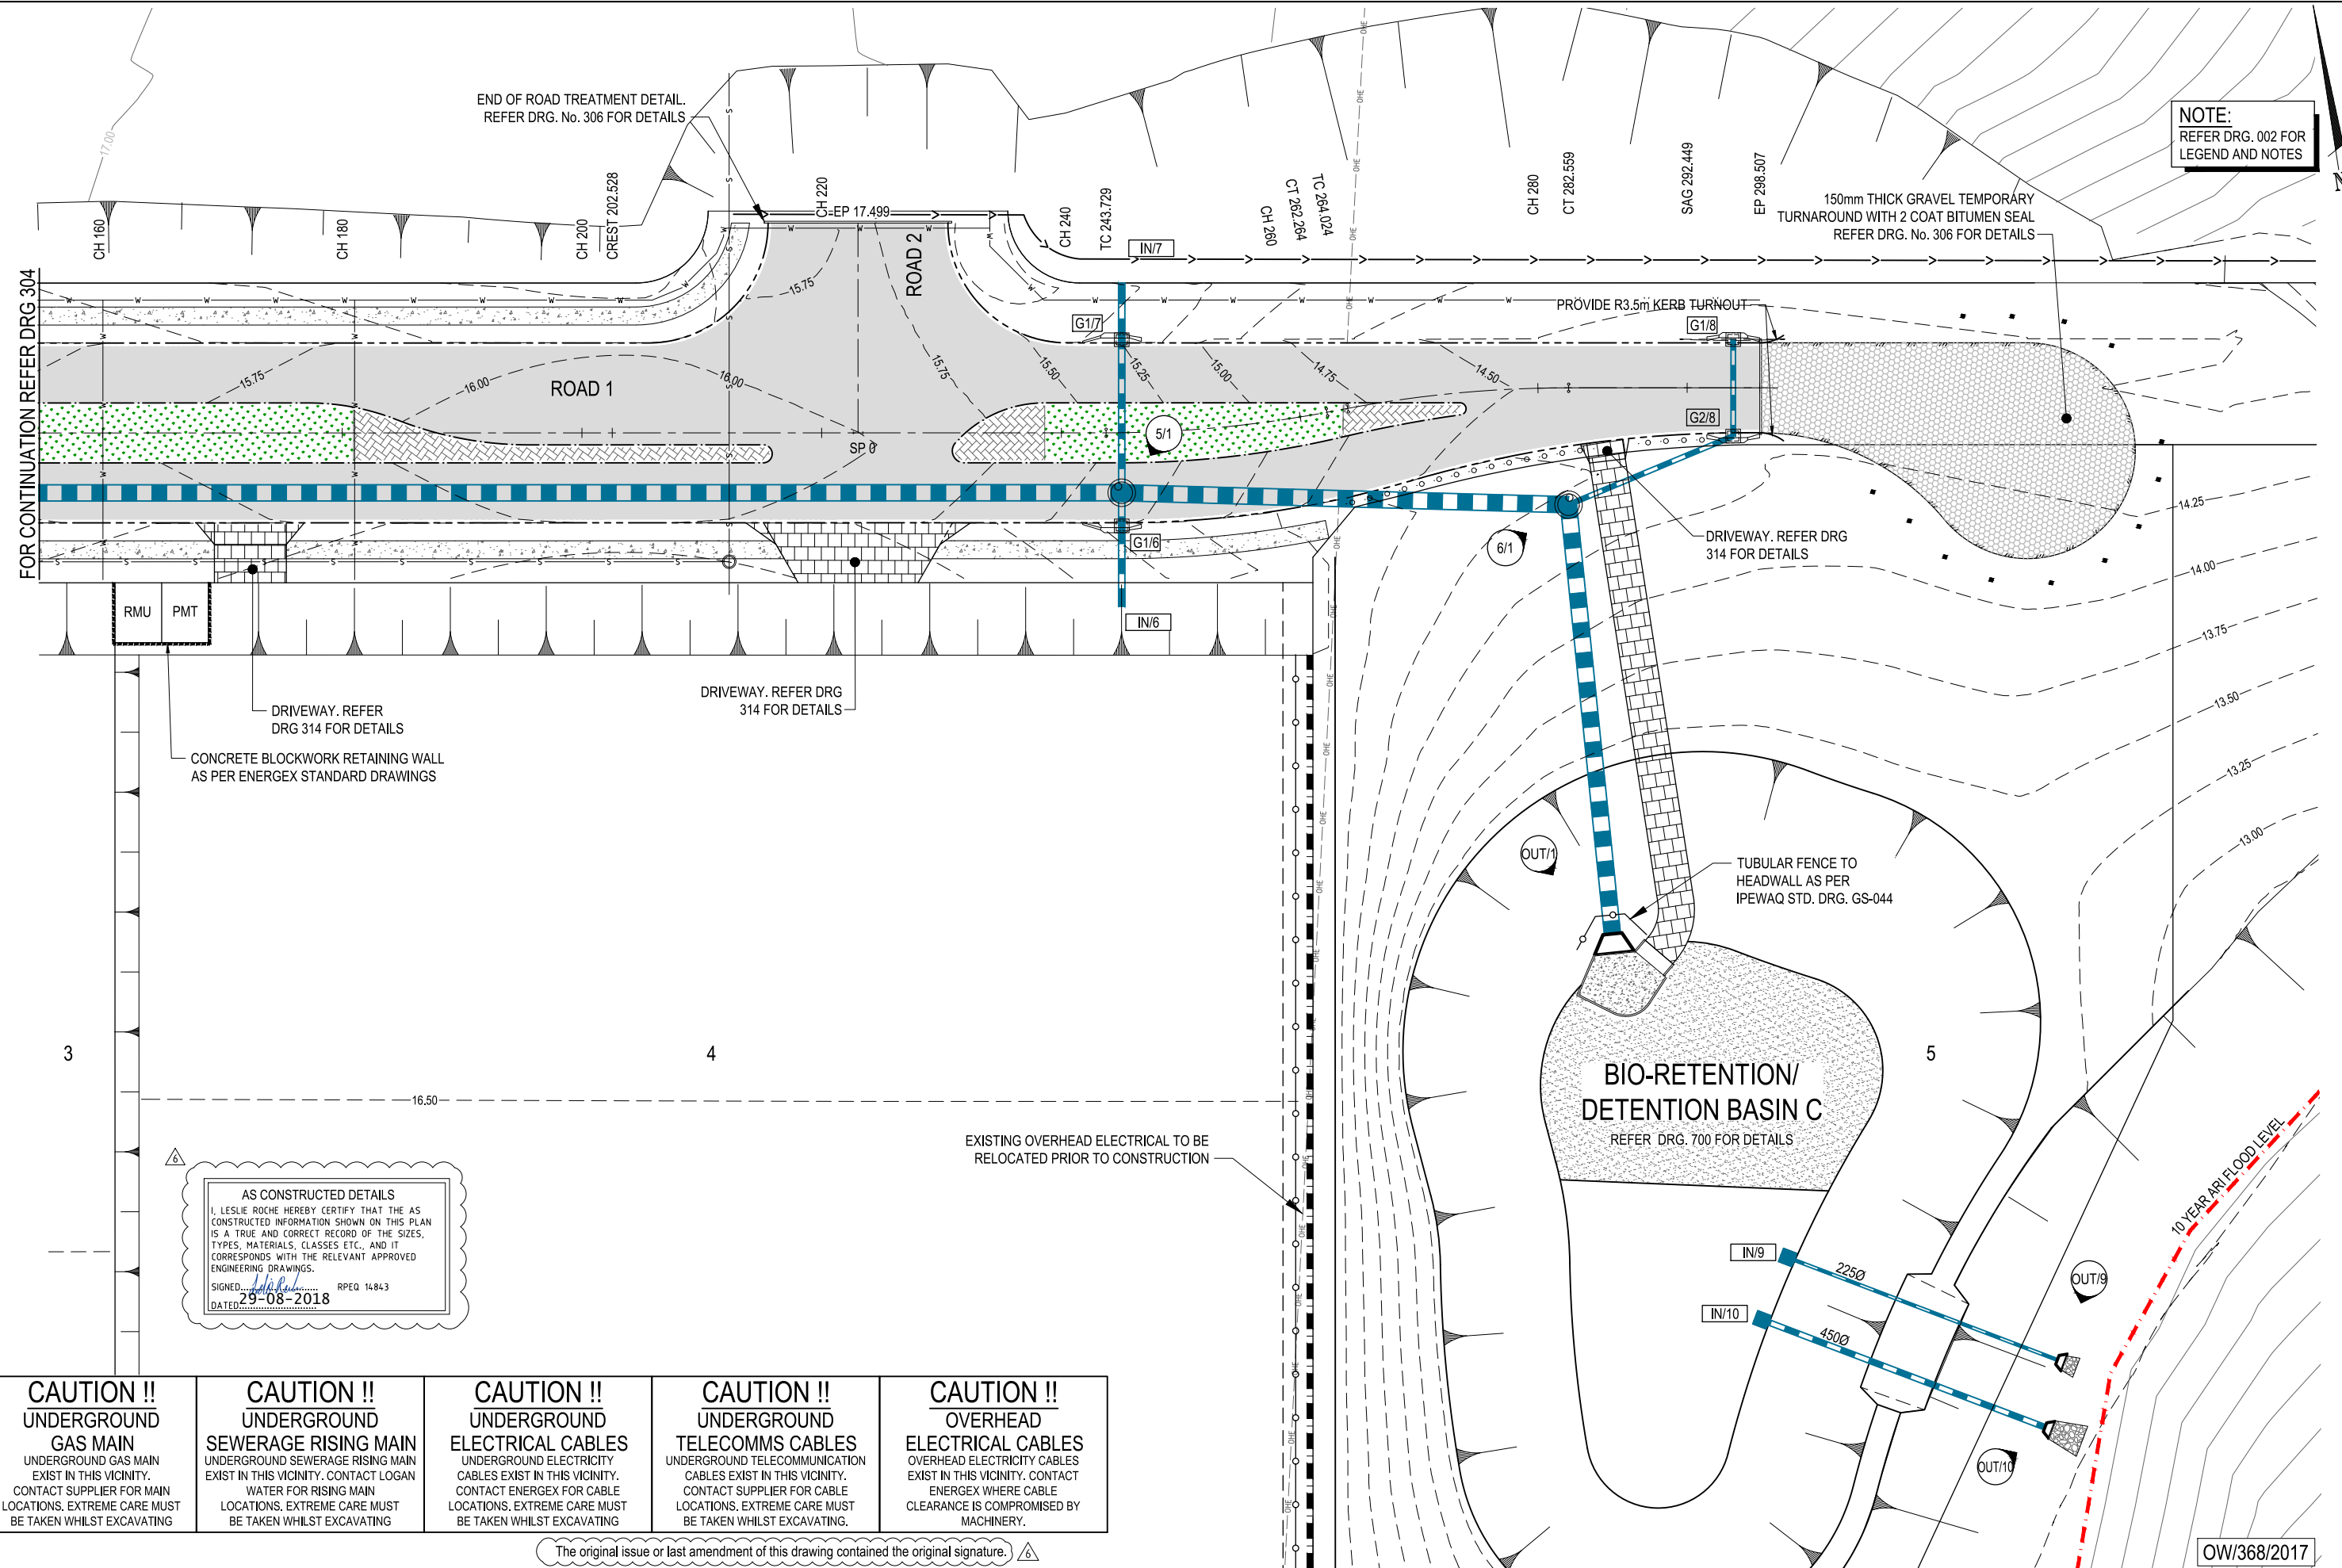 END OF ROAD TREATMENT DETAIL.
REFER DRG. No. 306 FOR DETAILS
17.00
NOTE:
REFER DRG. 002 FOR
LEGEND AND NOTES
N
150mm THICK GRAVEL TEMPORARY
TURNAROUND WITH 2 COAT BITUMEN SEAL
REFER DRG. No. 306 FOR DETAILS
CH 160
CH 180
CH 200
CREST 202.528
CH 220
EP 17.499
CH 240
TC 243.729
CH 260
CT 262.264
TC 264.024
CH 280
CT 282.559
SAG 292.449
EP 298.507
IN/7
ROAD 2
15.75
FOR CONTINUATION REFER DRG 304
G1/7
PROVIDE R3.5m KERB TURNOUT
G1/8
15.75
16.00
ROAD 1
16.00
15.75
15.50
15.25
15.00
14.75
14.50
G2/8
SP 0
5/1
14.25
G1/6
6/1
DRIVEWAY. REFER DRG
314 FOR DETAILS
14.00
RMU
PMT
IN/6
13.75
DRIVEWAY. REFER
DRG 314 FOR DETAILS
DRIVEWAY. REFER DRG
314 FOR DETAILS
13.50
CONCRETE BLOCKWORK RETAINING WALL
AS PER ENERGEX STANDARD DRAWINGS
13.25
13.00
OUT/1
TUBULAR FENCE TO
HEADWALL AS PER
IPEWAQ STD. DRG. GS-044
3
4
5
BIO-RETENTION/
DETENTION BASIN C
REFER DRG. 700 FOR DETAILS
16.50
EXISTING OVERHEAD ELECTRICAL TO BE
RELOCATED PRIOR TO CONSTRUCTION
10 YEAR ARI FLOOD LEVEL
6
AS CONSTRUCTED DETAILS
I, LESLIE ROCHE HEREBY CERTIFY THAT THE AS
CONSTRUCTED INFORMATION SHOWN ON THIS PLAN
IS A TRUE AND CORRECT RECORD OF THE SIZES,
TYPES, MATERIALS, CLASSES ETC., AND IT
CORRESPONDS WITH THE RELEVANT APPROVED
ENGINEERING DRAWINGS.
SIGNED RPEQ 14843
DATED 29-08-2018
IN/9
225Ø
OUT/9
IN/10
450Ø
OUT/10
CAUTION !!
UNDERGROUND
GAS MAIN
UNDERGROUND GAS MAIN
EXIST IN THIS VICINITY.
CONTACT SUPPLIER FOR MAIN
LOCATIONS. EXTREME CARE MUST
BE TAKEN WHILST EXCAVATING
CAUTION !!
UNDERGROUND
SEWERAGE RISING MAIN
UNDERGROUND SEWERAGE RISING MAIN
EXIST IN THIS VICINITY. CONTACT LOGAN
WATER FOR RISING MAIN
LOCATIONS. EXTREME CARE MUST
BE TAKEN WHILST EXCAVATING
CAUTION !!
UNDERGROUND
ELECTRICAL CABLES
UNDERGROUND ELECTRICITY
CABLES EXIST IN THIS VICINITY.
CONTACT ENERGEX FOR CABLE
LOCATIONS. EXTREME CARE MUST
BE TAKEN WHILST EXCAVATING
CAUTION !!
UNDERGROUND
TELECOMMS CABLES
UNDERGROUND TELECOMMUNICATION
CABLES EXIST IN THIS VICINITY.
CONTACT SUPPLIER FOR CABLE
LOCATIONS. EXTREME CARE MUST
BE TAKEN WHILST EXCAVATING.
CAUTION !!
OVERHEAD
ELECTRICAL CABLES
OVERHEAD ELECTRICITY CABLES
EXIST IN THIS VICINITY. CONTACT
ENERGEX WHERE CABLE
CLEARANCE IS COMPROMISED BY
MACHINERY.
The original issue or last amendment of this drawing contained the original signature.
6
OW/368/2017